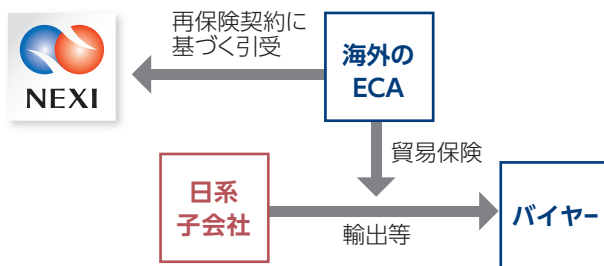 再保険契約に
基づく引受
NEXI
海外の
ECA
貿易保険
日系
子会社
輸出等
バイヤー